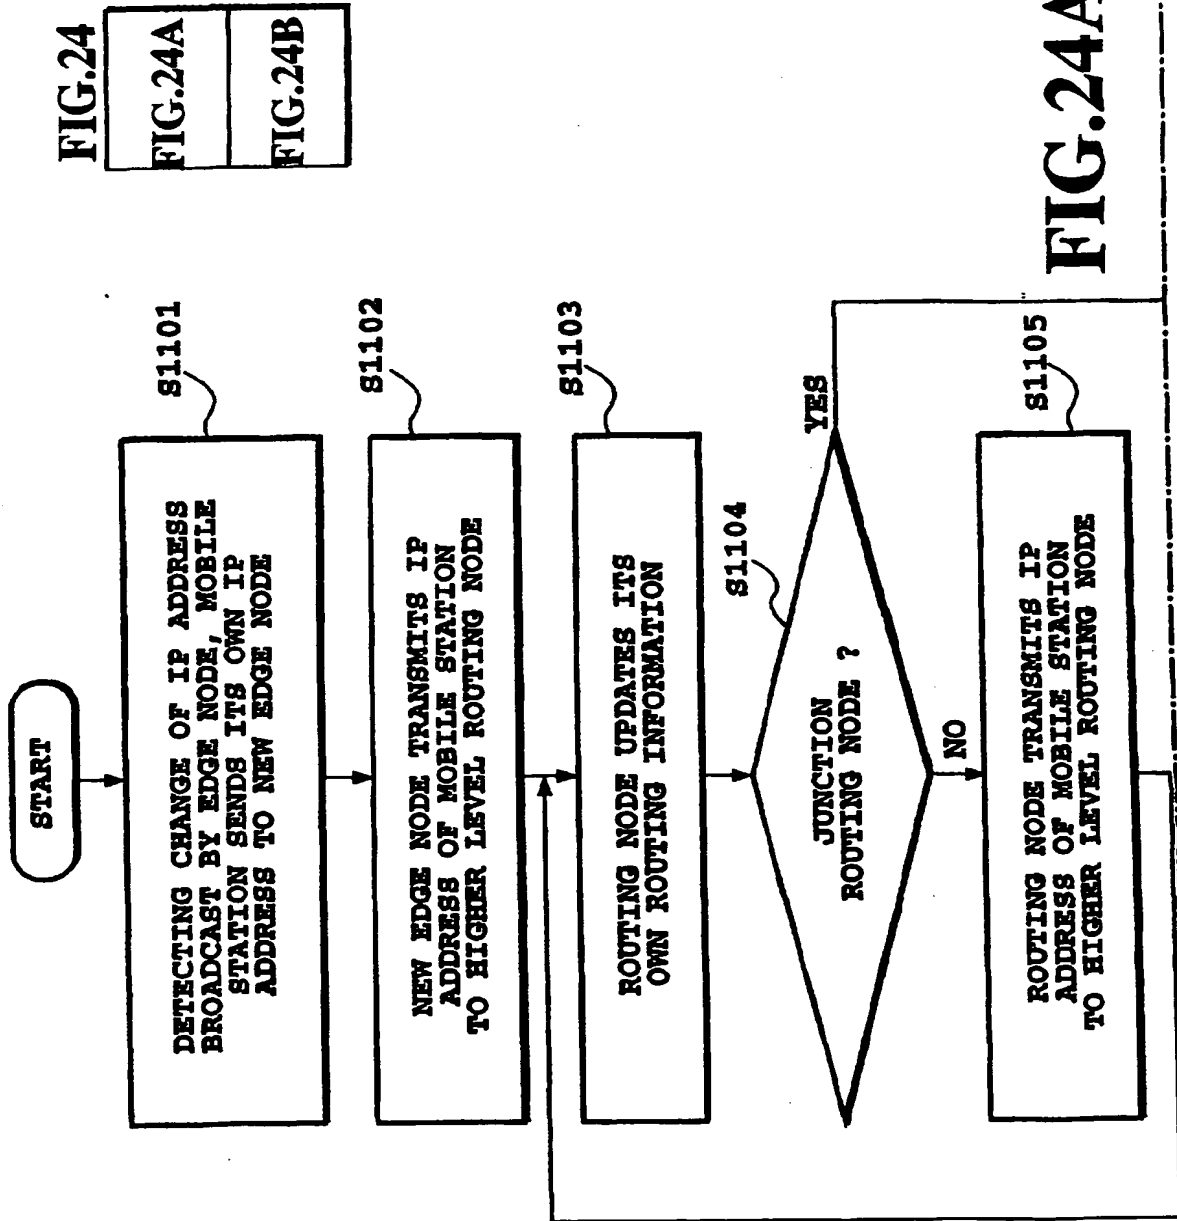 FIG.24
FIG.24A
FIG.24B
START
DETECTING CHANGE OF IP ADDRESS
BROADCAST BY EDGE NODE, MOBILE
STATION SENDS ITS OWN IP
ADDRESS TO NEW EDGE NODE
S1101
NEW EDGE NODE TRANSMITS IP
ADDRESS OF MOBILE STATION
TO HIGHER LEVEL ROUTING NODE
S1102
ROUTING NODE UPDATES ITS
OWN ROUTING INFORMATION
S1103
JUNCTION
ROUTING NODE ?
S1104
YES
NO
ROUTING NODE TRANSMITS IP
ADDRESS OF MOBILE STATION
TO HIGHER LEVEL ROUTING NODE
S1105
FIG.24A